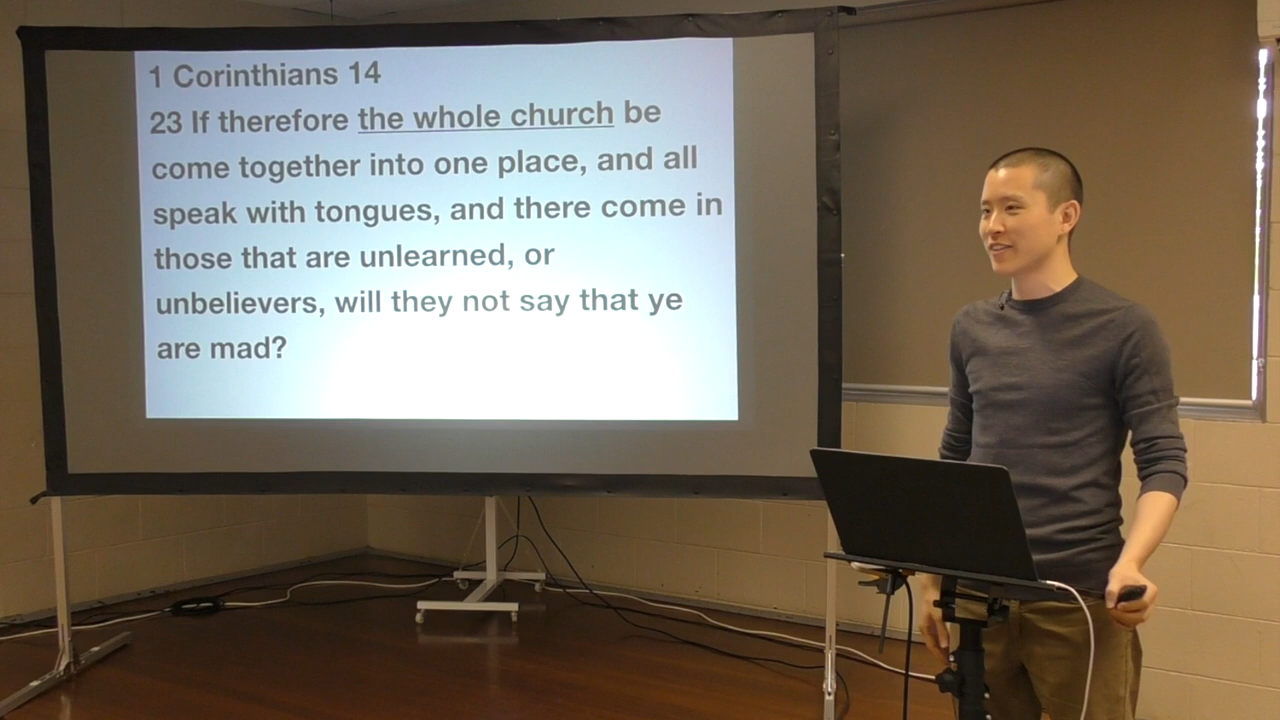 1 Corinthians 14
23 If therefore the whole church be
come together into one place, and all
speak with tongues, and there come in
those that are unlearned, or
unbelievers, will they not say that ye
are mad?